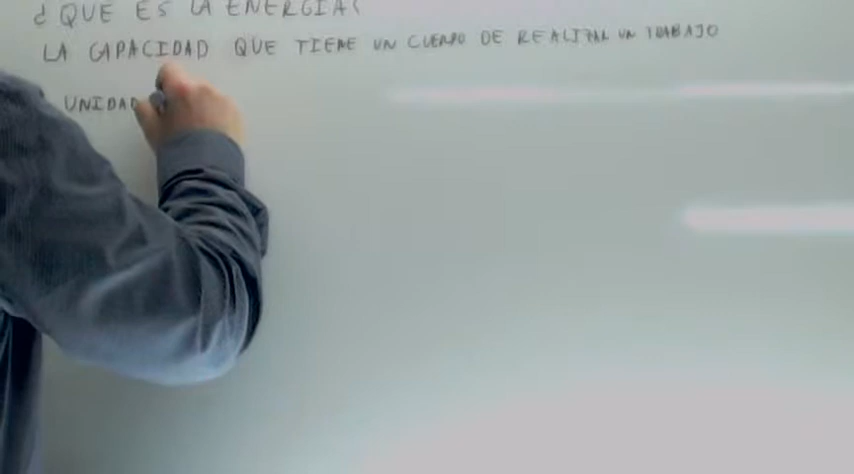 ¿QUE ES LA ENERGIA?
LA CAPACIDAD QUE TIENE UN CUERPO DE REALIZAR UN TRABAJO
UNIDAD